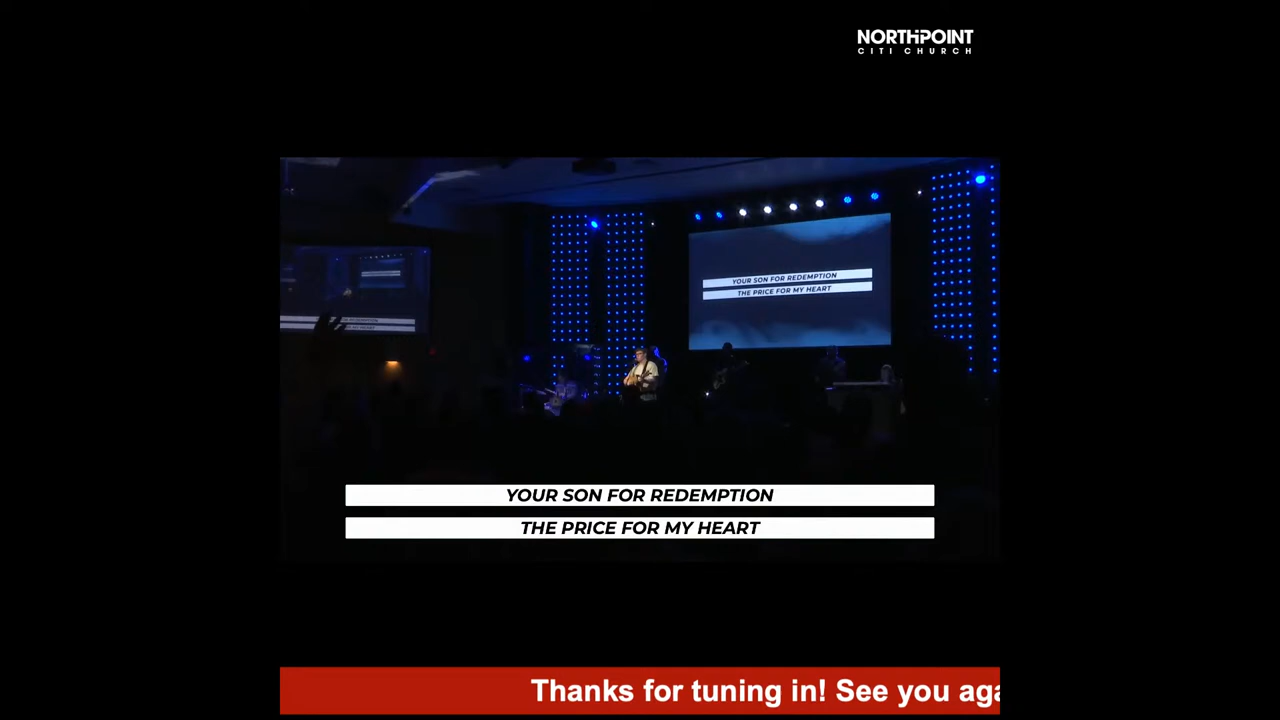 NORTHPOINT
CITI CHURCH
YOUR SON FOR REDEMPTION
THE PRICE FOR MY HEART
YOUR SON FOR REDEMPTION
THE PRICE FOR MY HEART
Thanks for tuning in! See you aga